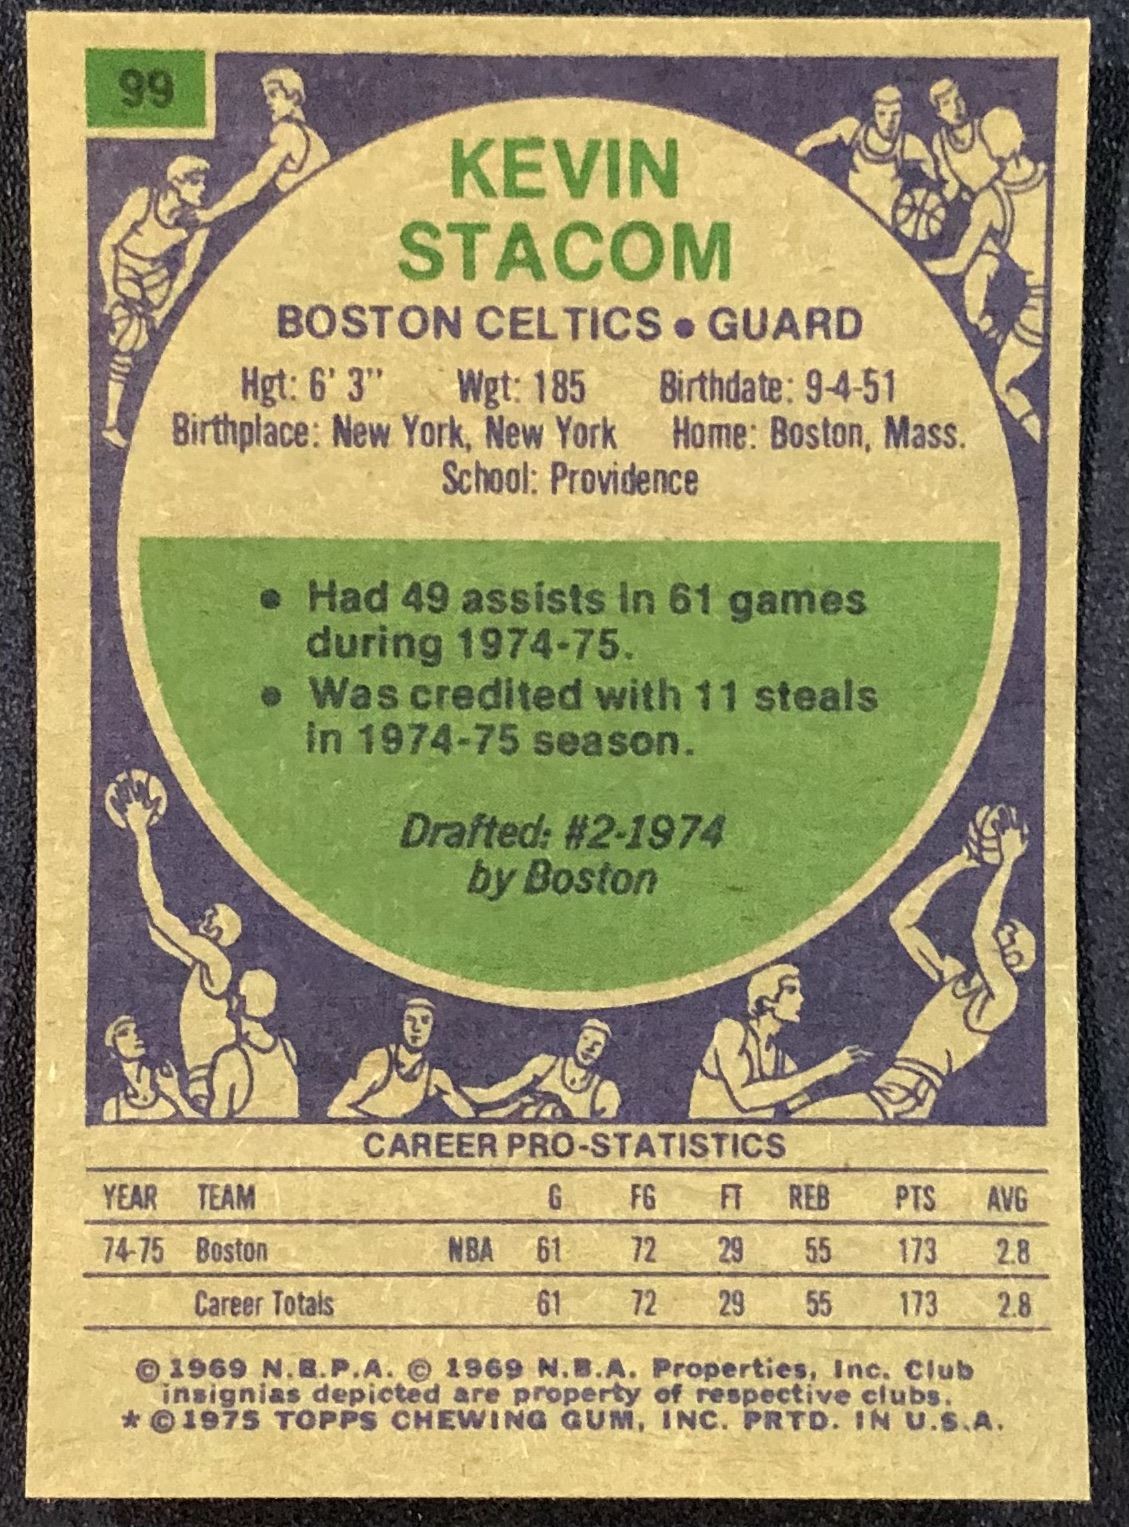 99
KEVIN
STACOM
BOSTON CELTICS • GUARD
Hgt: 6' 3" Wgt: 185 Birthdate: 9-4-51
Birthplace: New York, New York Home: Boston, Mass.
School: Providence
• Had 49 assists in 61 games
during 1974-75.
• Was credited with 11 steals
in 1974-75 season.
Drafted: #2-1974
by Boston
CAREER PRO-STATISTICS
YEAR TEAM G FG FT REB PTS AVG
74-75 Boston NBA 61 72 29 55 173 2.8
Career Totals 61 72 29 55 173 2.8
© 1969 N.B.P.A. © 1969 N.B.A. Properties, Inc. Club
insignias depicted are property of respective clubs.
* © 1975 TOPPS CHEWING GUM, INC. PRTD. IN U.S.A.